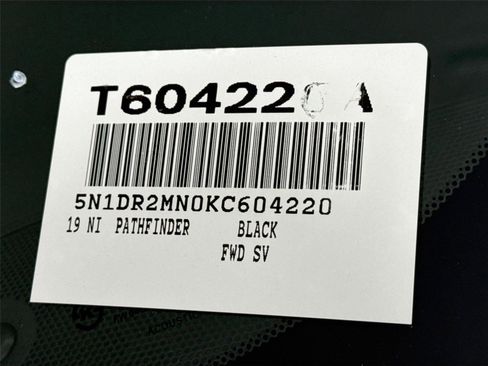 T60422 A
5N1DR2MN0KC604220
19 NI PATHFINDER BLACK
FWD SV